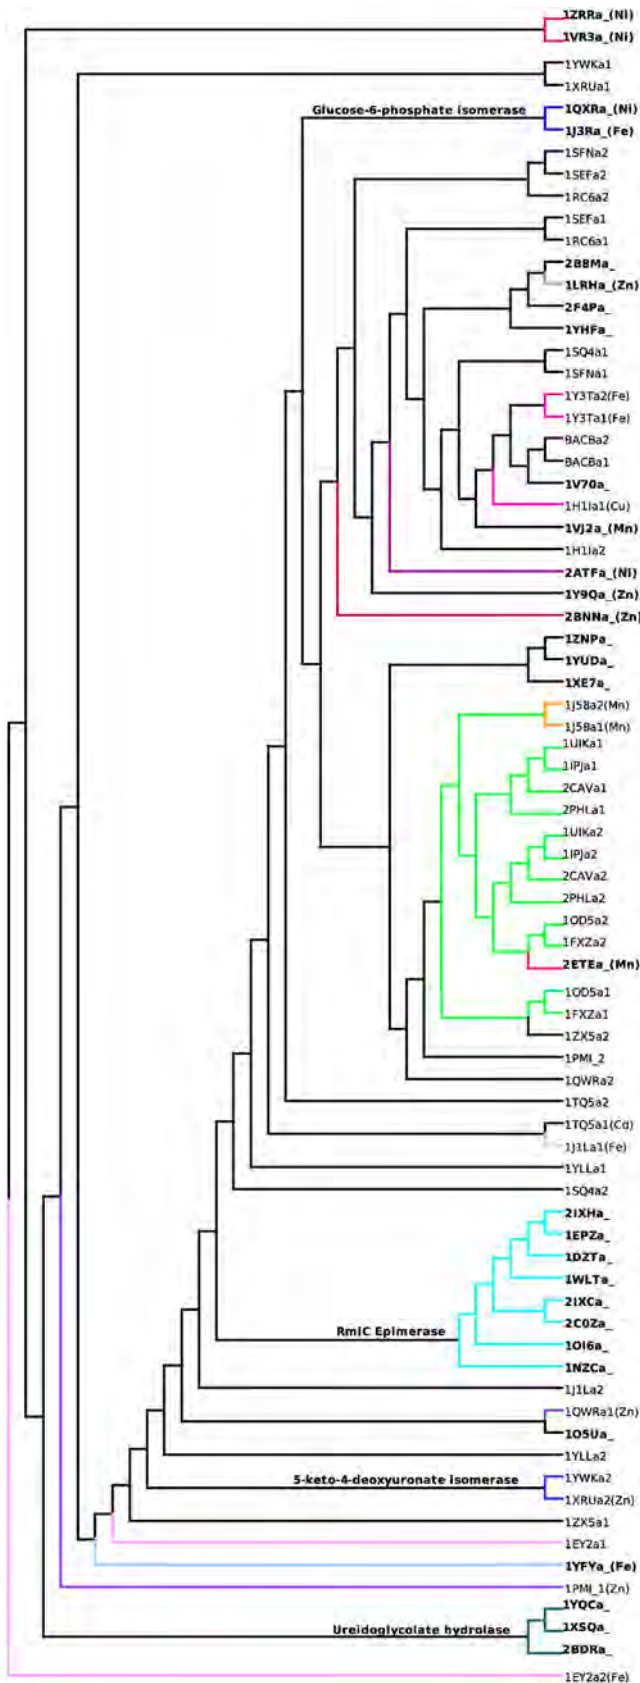 1ZRRa_(Ni)
1VR3a_(Ni)
1YWKa1
1XRUa1
Glucose-6-phosphate isomerase
1QXRa_(Ni)
1J3Ra_(Fe)
1SFNa2
1SEFa2
1RC6a2
1SEFa1
1RC6a1
2BBMa_
1LRHa_(Zn)
2F4Pa_
1YHFa_
1SQ4a1
1SFNa1
1Y3Ta2(Fe)
1Y3Ta1(Fe)
BACBa2
BACBa1
1V70a_
1H1Ia1(Cu)
1VJ2a_(Mn)
1H1Ia2
2ATFa_(Ni)
1Y9Qa_(Zn)
2BNNa_(Zn)
1ZNPa_
1YUDa_
1XE7a_
1J58a2(Mn)
1J58a1(Mn)
1UIKa1
1IPJa1
2CAVa1
2PHLa1
1UIKa2
1IPJa2
2CAVa2
2PHLa2
1OD5a2
1FXZa2
2ETEa_(Mn)
1OD5a1
1FXZa1
1ZX5a2
1PMI_2
1QWRa2
1TQ5a2
1TQ5a1(Cd)
1J1La1(Fe)
1YLLa1
1SQ4a2
2IXHa_
1EPZa_
1DZTa_
1WLTa_
2IXCa_
2C0Za_
RmlC Epimerase
1OI6a_
1NZCa_
1J1La2
1QWRa1(Zn)
1O5Ua_
1YLLa2
5-keto-4-deoxyuronate isomerase
1YWKa2
1XRUa2(Zn)
1ZX5a1
1EY2a1
1YFYa_(Fe)
1PMI_1(Zn)
1YQCa_
Ureidoglycolate hydrolase
1XSQa_
2BDRa_
1EY2a2(Fe)